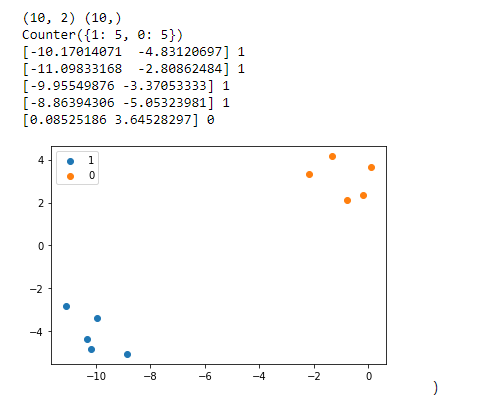 (10, 2) (10,)
Counter({1: 5, 0: 5})
[-10.17014071  -4.83120697] 1
[-11.09833168  -2.80862484] 1
[-9.95549876 -3.37053333] 1
[-8.86394306 -5.05323981] 1
[0.08525186 3.64528297] 0
1
0
4
2
0
−2
−4
−10 −8 −6 −4 −2 0
)